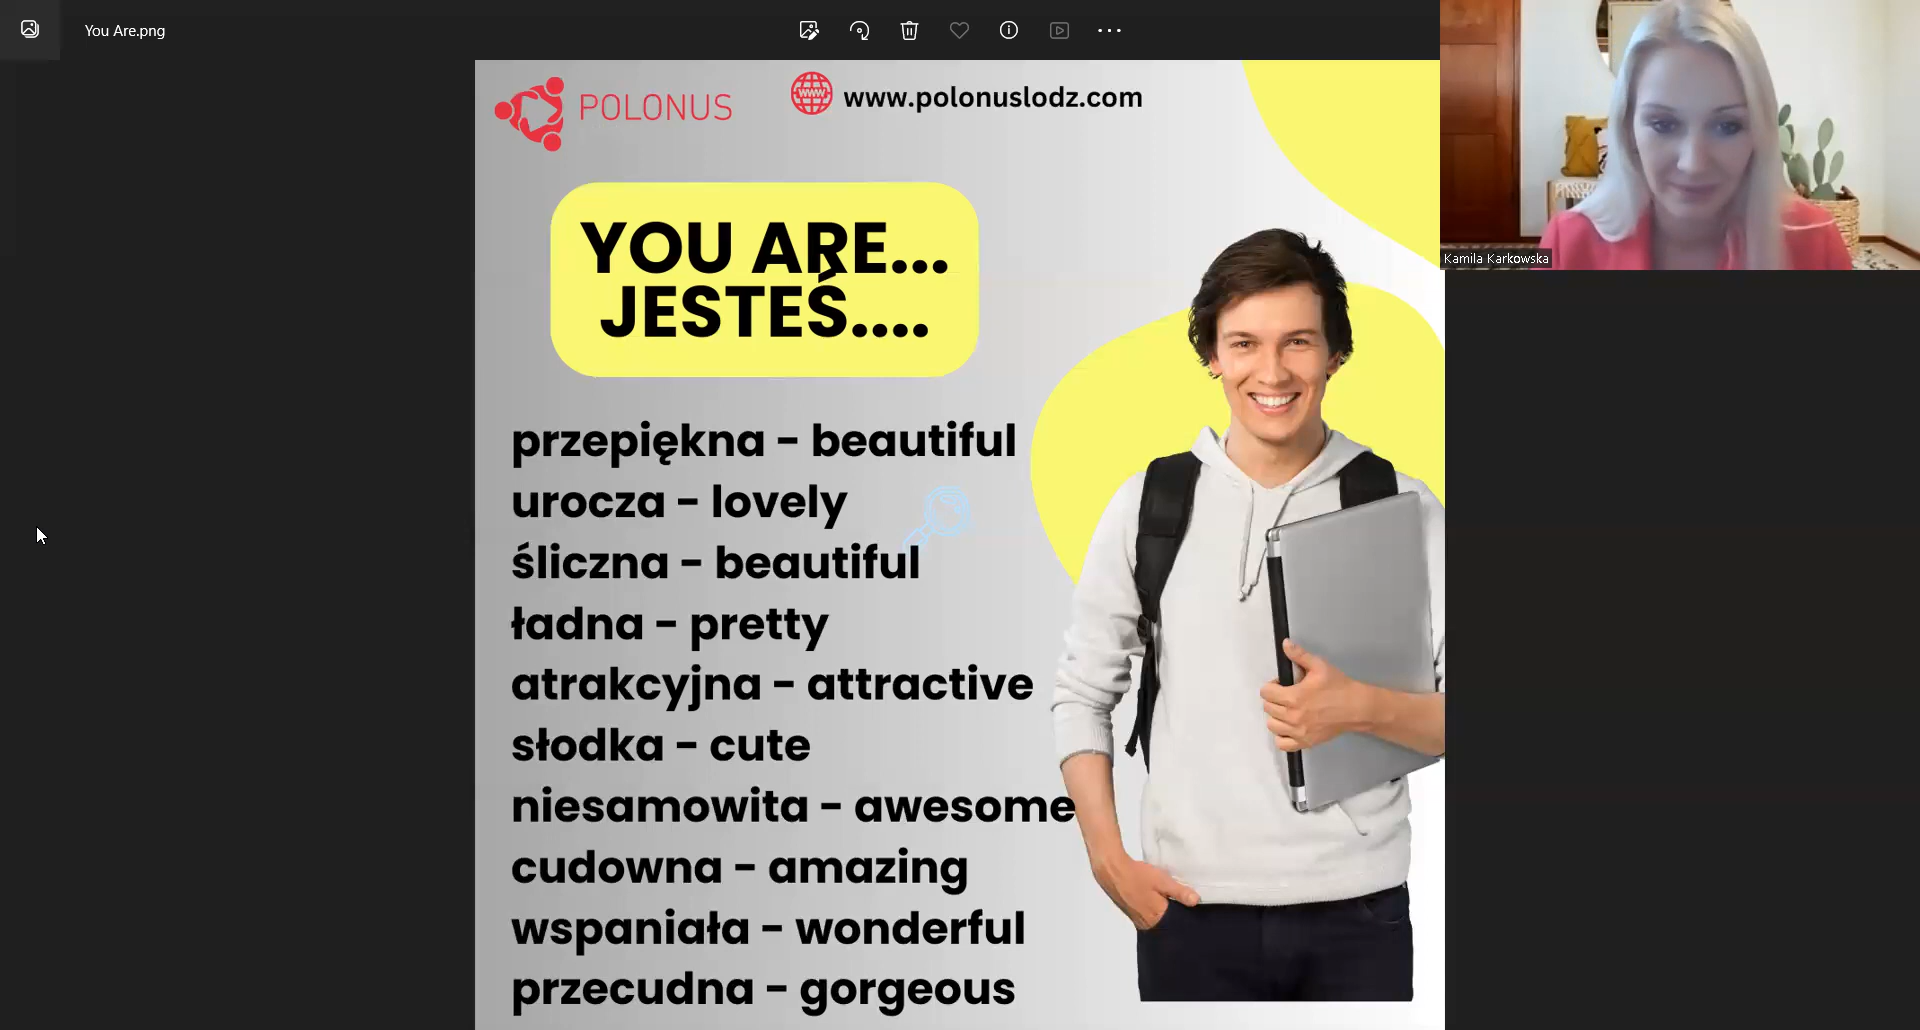 You Are.png
POLONUS
www
www.polonuslodz.com
YOU ARE...
JESTEŚ....
przepiękna - beautiful
urocza - lovely
śliczna - beautiful
ładna - pretty
atrakcyjna - attractive
słodka - cute
niesamowita - awesome
cudowna - amazing
wspaniała - wonderful
przecudna - gorgeous
Kamila Karkowska